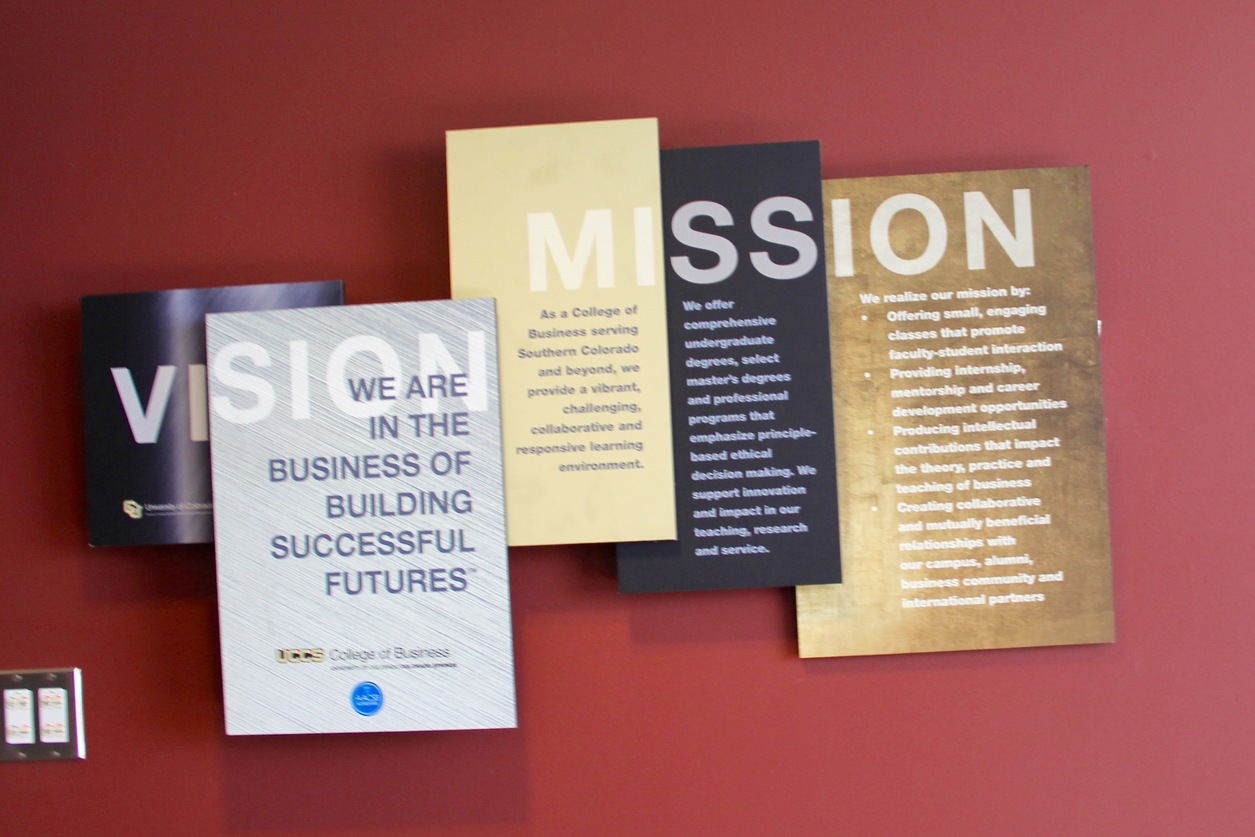 VISION
WE ARE
IN THE
BUSINESS OF
BUILDING
SUCCESSFUL
FUTURES™
University of Colorado
UCCS College of Business
AACSB
MISSION
As a College of
Business serving
Southern Colorado
and beyond, we
provide a vibrant,
challenging,
collaborative and
responsive learning
environment.
We offer
comprehensive
undergraduate
degrees, select
master's degrees
and professional
programs that
emphasize principle-
based ethical
decision making. We
support innovation
and impact in our
teaching, research
and service.
We realize our mission by:
• Offering small, engaging
classes that promote
faculty-student interaction
• Providing internship,
mentorship and career
development opportunities
• Producing intellectual
contributions that impact
the theory, practice and
teaching of business
• Creating collaborative
and mutually beneficial
relationships with
our campus, alumni,
business community and
international partners